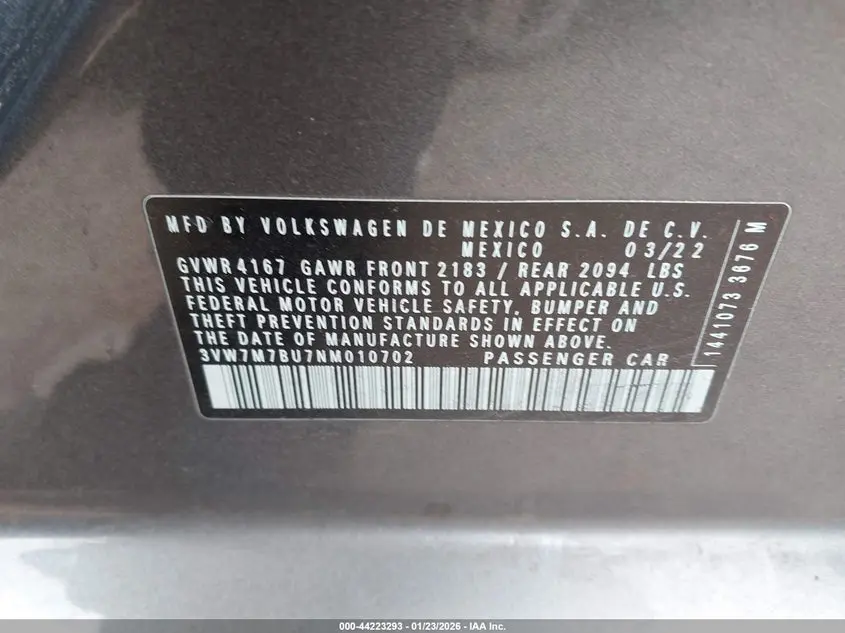 MFD BY VOLKSWAGEN DE MEXICO S.A. DE C.V.
MEXICO 03/22
GVWR 4167 GAWR FRONT 2183 / REAR 2094 LBS
THIS VEHICLE CONFORMS TO ALL APPLICABLE U.S.
FEDERAL MOTOR VEHICLE SAFETY, BUMPER AND
THEFT PREVENTION STANDARDS IN EFFECT ON
THE DATE OF MANUFACTURE SHOWN ABOVE.
3VW7M7BU7NM010702 PASSENGER CAR
1441073 3676 M
000-44223293 - 01/23/2026 - IAA Inc.